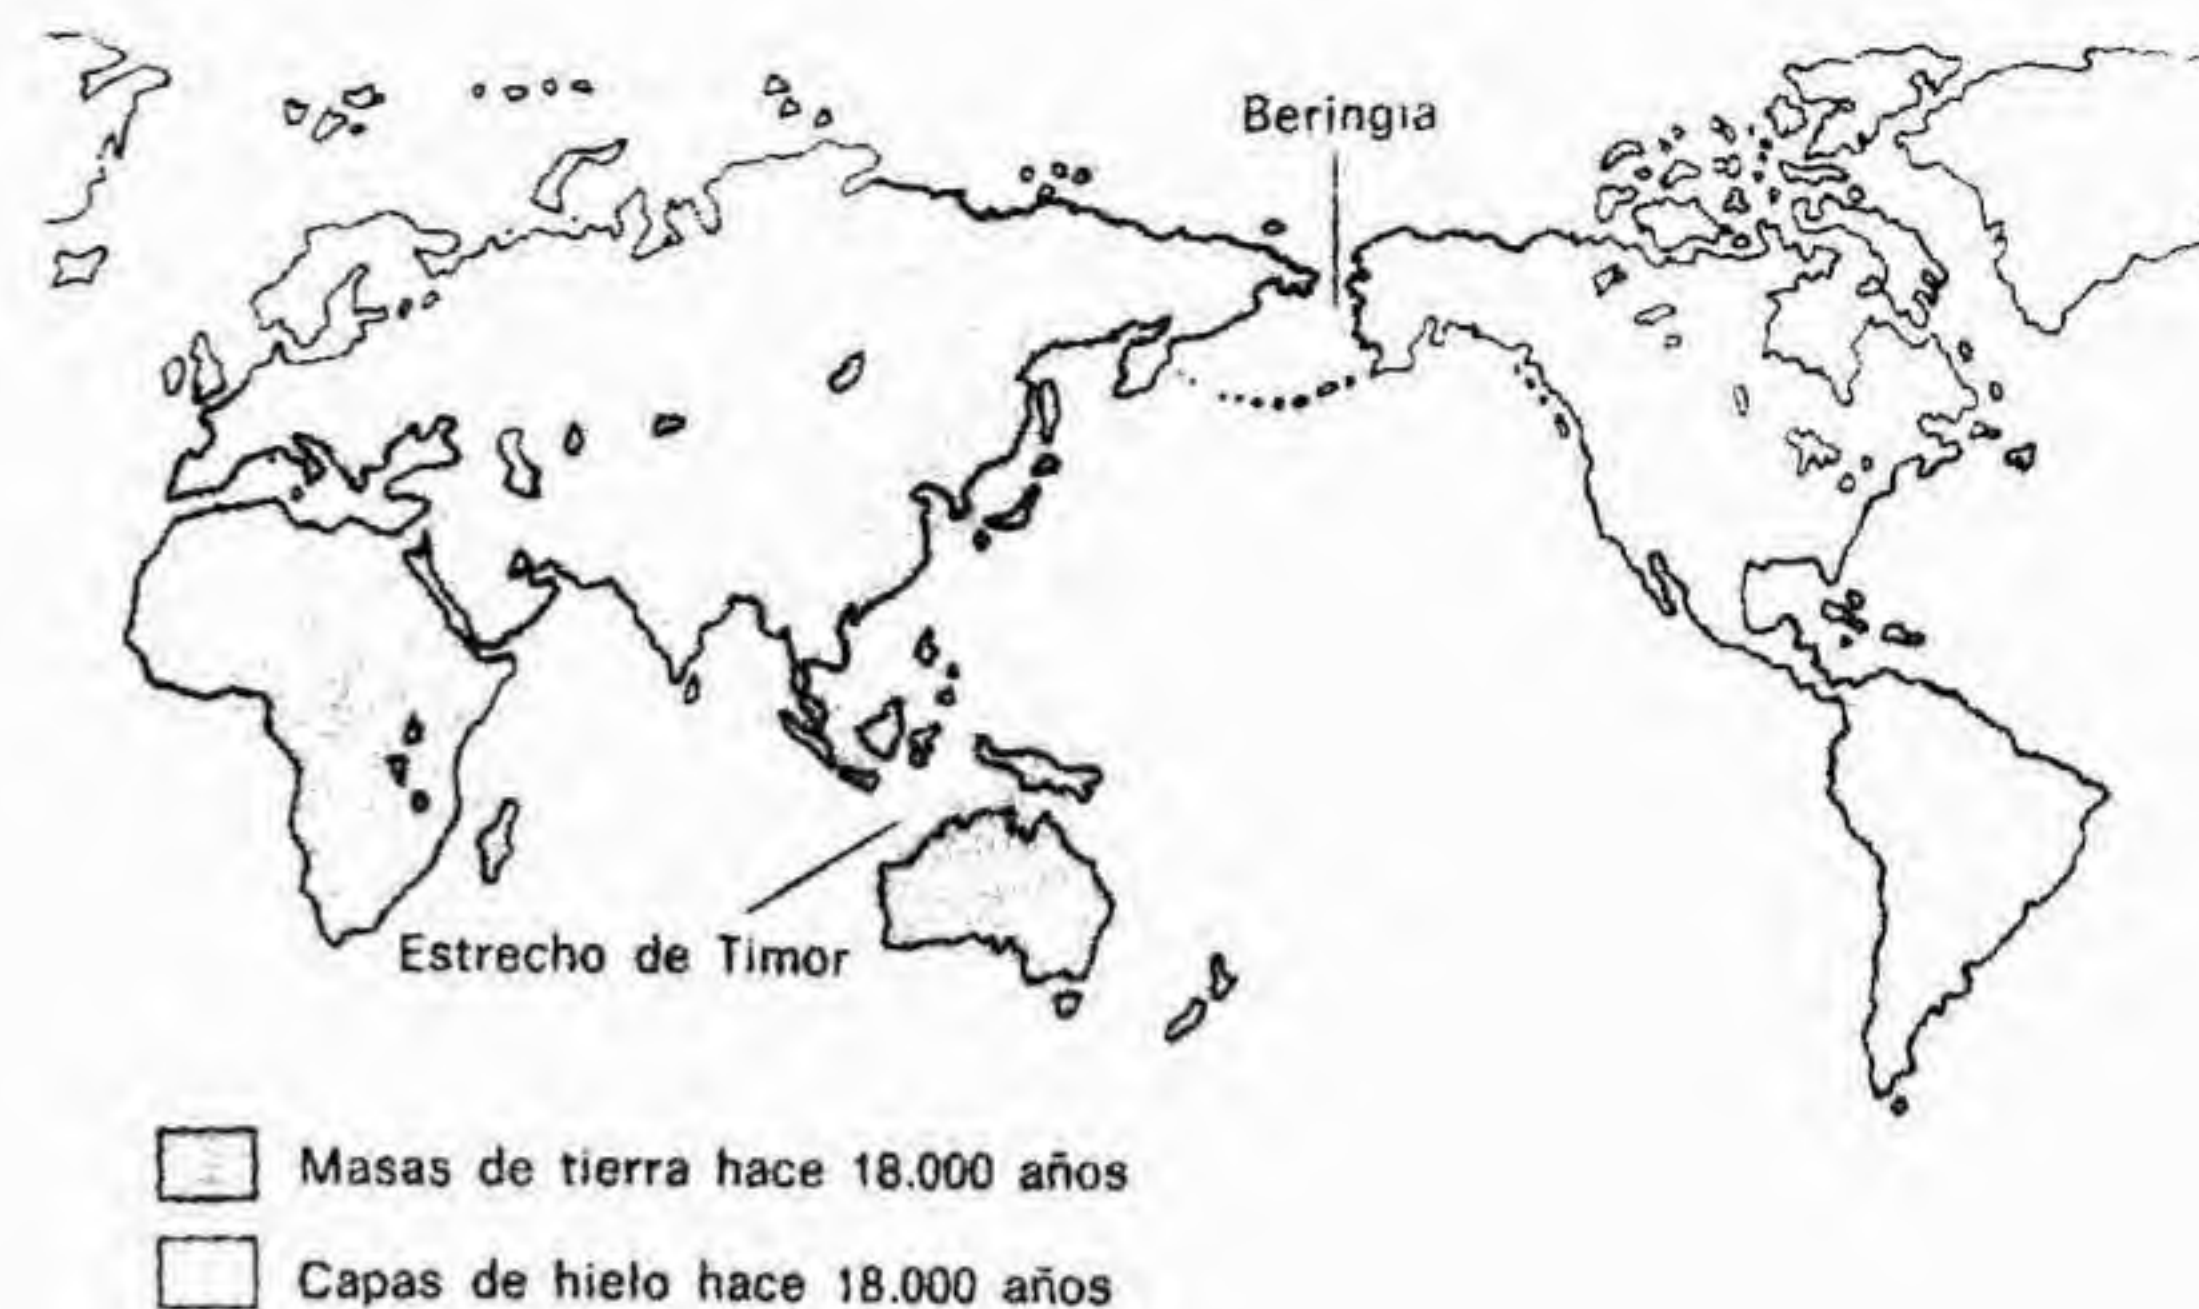 Beringia
Estrecho de Timor
Masas de tierra hace 18.000 años
Capas de hielo hace 18.000 años